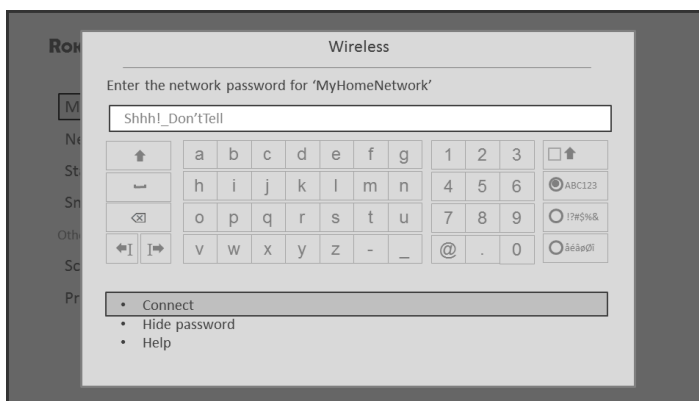 Wireless
Enter the network password for ‘MyHomeNetwork’
Shhh!_Don’tTell
a b c d e f g 1 2 3
h i j k l m n 4 5 6 ABC123
o p q r s t u 7 8 9 !?#$%&
v w x y z - _ @ . 0 åéäøØî
• Connect
• Hide password
• Help